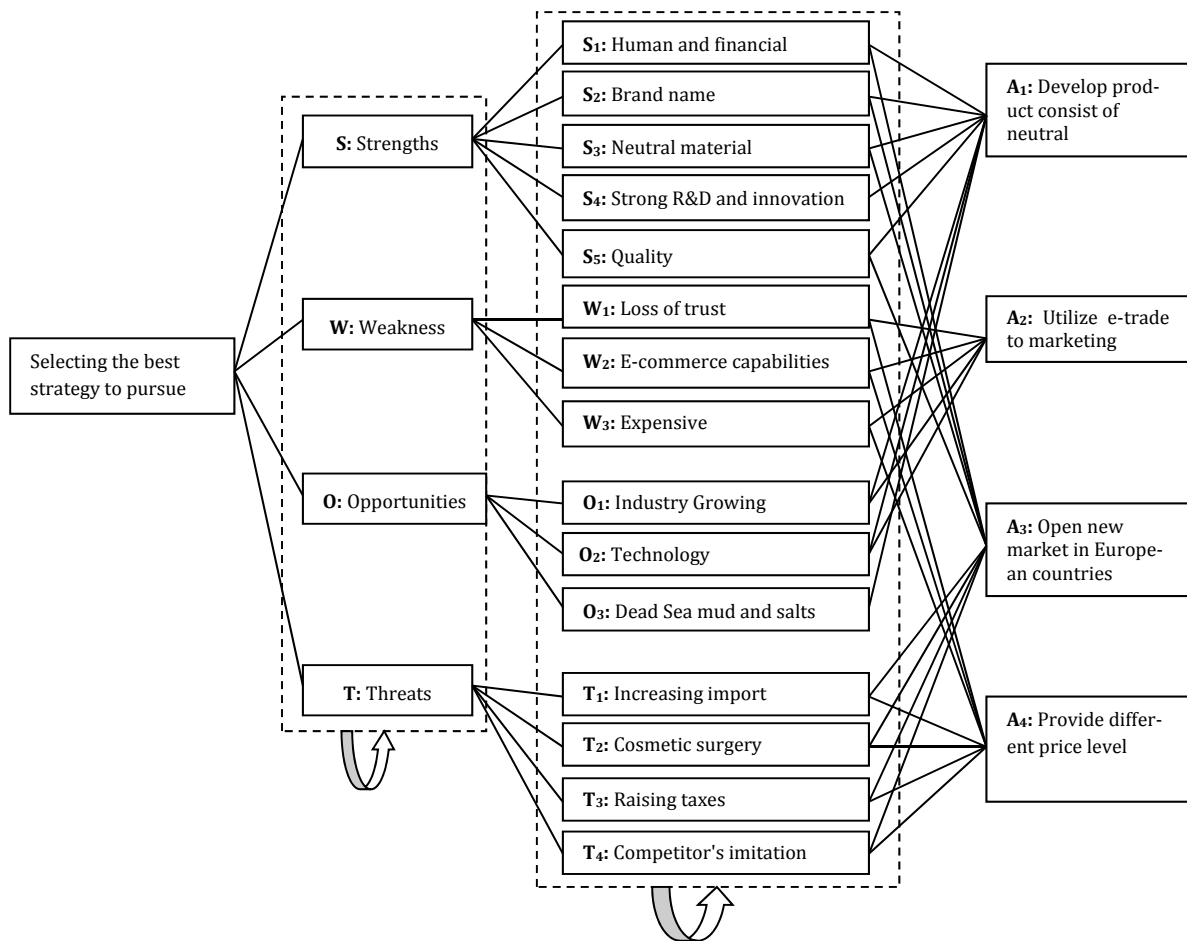 Selecting the best
strategy to pursue
S: Strengths
W: Weakness
O: Opportunities
T: Threats
S1: Human and financial
S2: Brand name
S3: Neutral material
S4: Strong R&D and innovation
S5: Quality
W1: Loss of trust
W2: E-commerce capabilities
W3: Expensive
O1: Industry Growing
O2: Technology
O3: Dead Sea mud and salts
T1: Increasing import
T2: Cosmetic surgery
T3: Raising taxes
T4: Competitor's imitation
A1: Develop prod-
uct consist of
neutral
A2: Utilize e-trade
to marketing
A3: Open new
market in Europe-
an countries
A4: Provide differ-
ent price level